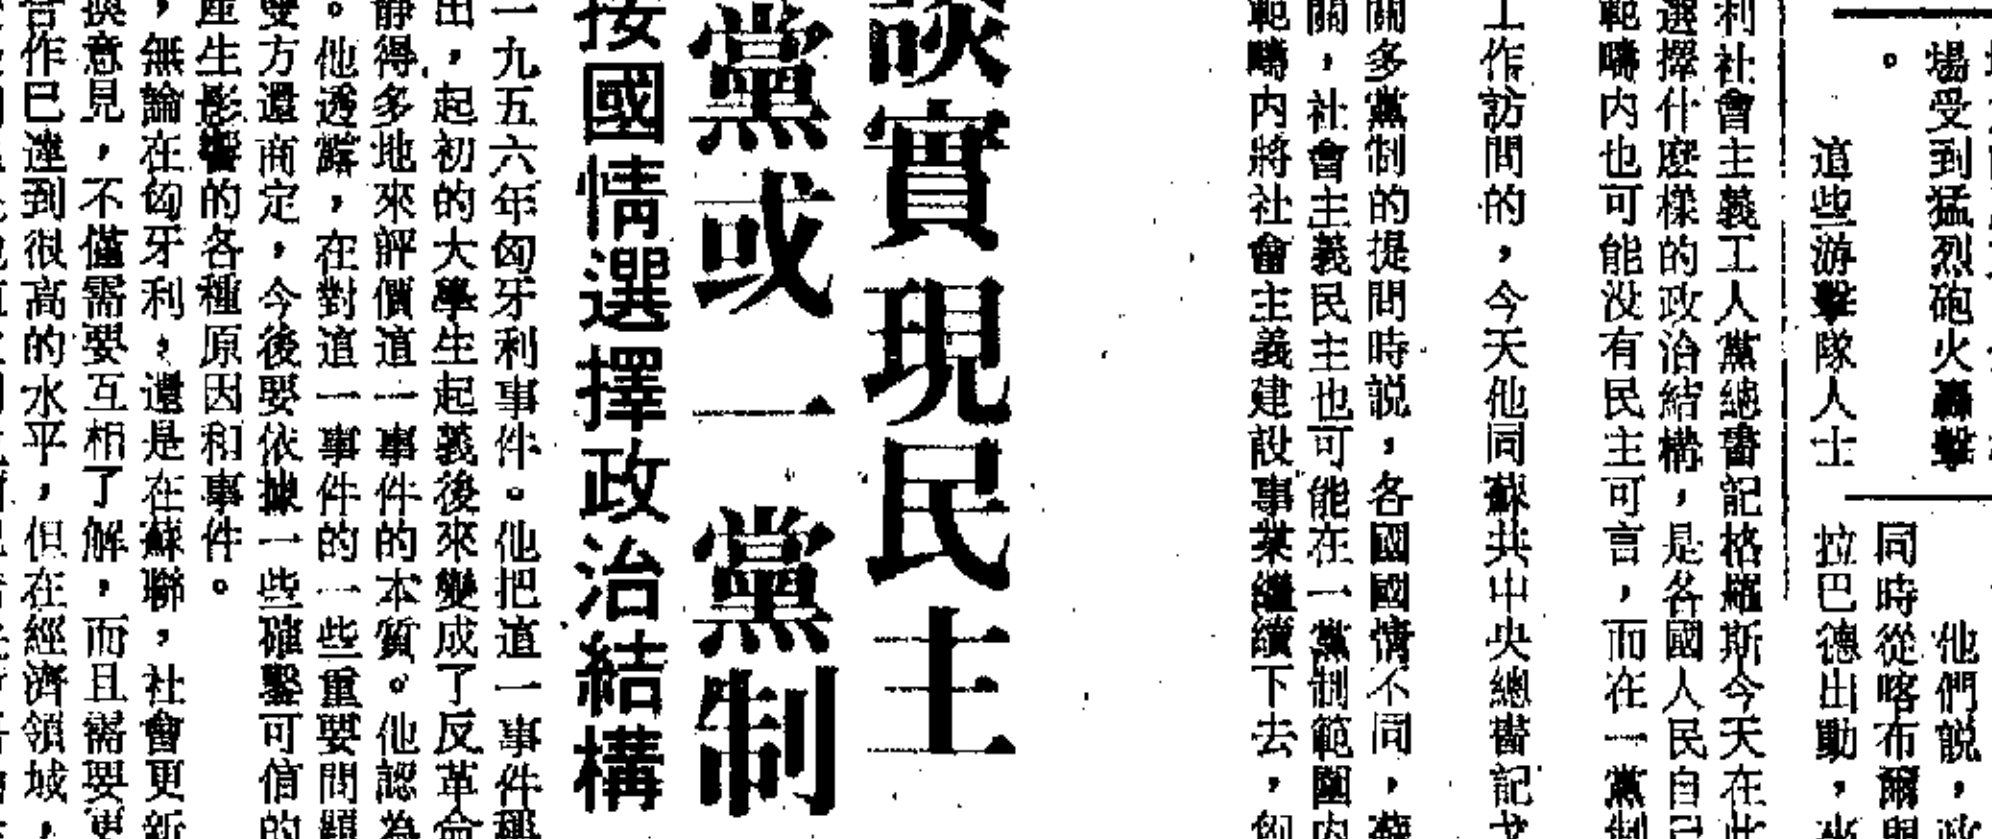 場受到猛烈砲火轟擊
。
這些游擊隊人士
他們說，
同時從喀布爾
拉巴德出動，
利社會主義工人黨總書記格羅斯今天在此
選擇什麼樣的政治結構，是各國人民自己
範疇内也可能没有民主可言，而在一黨制
工作訪問的，今天他同蘇共中央總書記戈
關多黨制的提問時説，各國國情不同，蘇
關，社會主義民主也可能在一黨制範圍内
範疇内將社會主義建設事業繼續下去，
談實現民主
黨或一黨制
按國情選擇政治結構
一九五六年匈牙利事件。他把這一事件稱
出，起初的大學生起義後來變成了反革命
靜得多地來評價這一事件的本質。他認為
。他透露，在對這一事件的一些重要問題
雙方還商定，今後要依據一些確鑿可信的
產生影響的各種原因和事件。
，無論在匈牙利，還是在蘇聯，社會更新
換意見，不僅需要互相了解，而且需要更
合作已達到很高的水平，但在經濟領域，